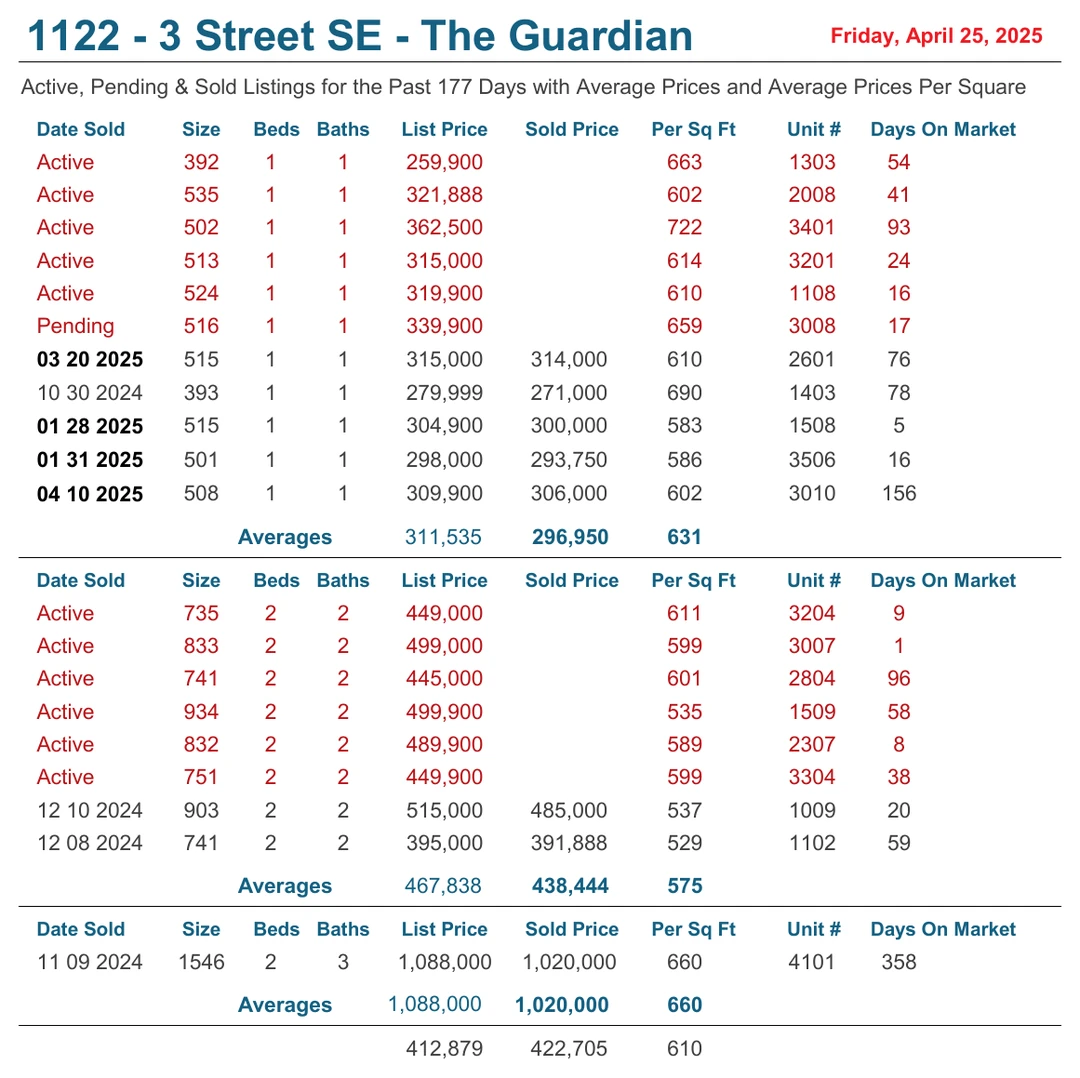 1122 - 3 Street SE - The Guardian Friday, April 25, 2025
Active, Pending & Sold Listings for the Past 177 Days with Average Prices and Average Prices Per Square
Date Sold Size Beds Baths List Price Sold Price Per Sq Ft Unit # Days On Market
Active 392 1 1 259,900 663 1303 54
Active 535 1 1 321,888 602 2008 41
Active 502 1 1 362,500 722 3401 93
Active 513 1 1 315,000 614 3201 24
Active 524 1 1 319,900 610 1108 16
Pending 516 1 1 339,900 659 3008 17
03 20 2025 515 1 1 315,000 314,000 610 2601 76
10 30 2024 393 1 1 279,999 271,000 690 1403 78
01 28 2025 515 1 1 304,900 300,000 583 1508 5
01 31 2025 501 1 1 298,000 293,750 586 3506 16
04 10 2025 508 1 1 309,900 306,000 602 3010 156
Averages 311,535 296,950 631
Date Sold Size Beds Baths List Price Sold Price Per Sq Ft Unit # Days On Market
Active 735 2 2 449,000 611 3204 9
Active 833 2 2 499,000 599 3007 1
Active 741 2 2 445,000 601 2804 96
Active 934 2 2 499,900 535 1509 58
Active 832 2 2 489,900 589 2307 8
Active 751 2 2 449,900 599 3304 38
12 10 2024 903 2 2 515,000 485,000 537 1009 20
12 08 2024 741 2 2 395,000 391,888 529 1102 59
Averages 467,838 438,444 575
Date Sold Size Beds Baths List Price Sold Price Per Sq Ft Unit # Days On Market
11 09 2024 1546 2 3 1,088,000 1,020,000 660 4101 358
Averages 1,088,000 1,020,000 660
412,879 422,705 610